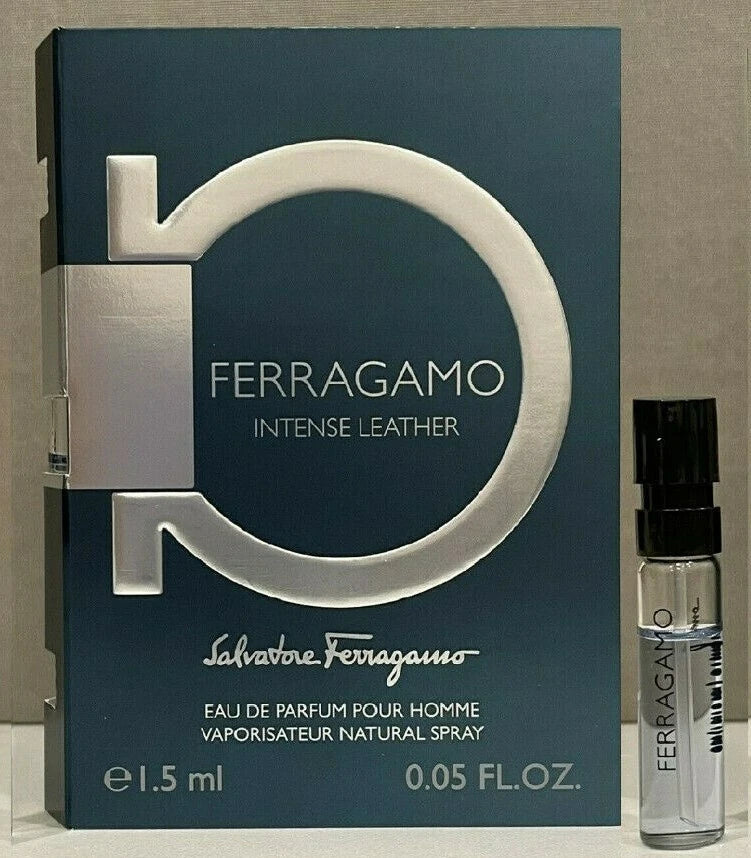 FERRAGAMO
INTENSE LEATHER
Salvatore Ferragamo
EAU DE PARFUM POUR HOMME
VAPORISATEUR NATURAL SPRAY
℮1.5 ml 0.05 FL.OZ.
FERRAGAMO